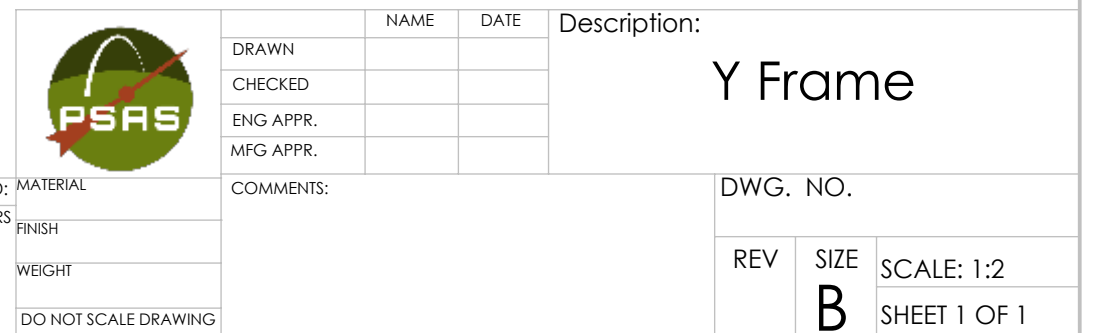 NAME DATE
Description:
DRAWN
Y Frame
CHECKED
PSAS
ENG APPR.
MFG APPR.
MATERIAL
COMMENTS:
DWG. NO.
FINISH
WEIGHT
REV
SIZE
B
SCALE: 1:2
DO NOT SCALE DRAWING
SHEET 1 OF 1